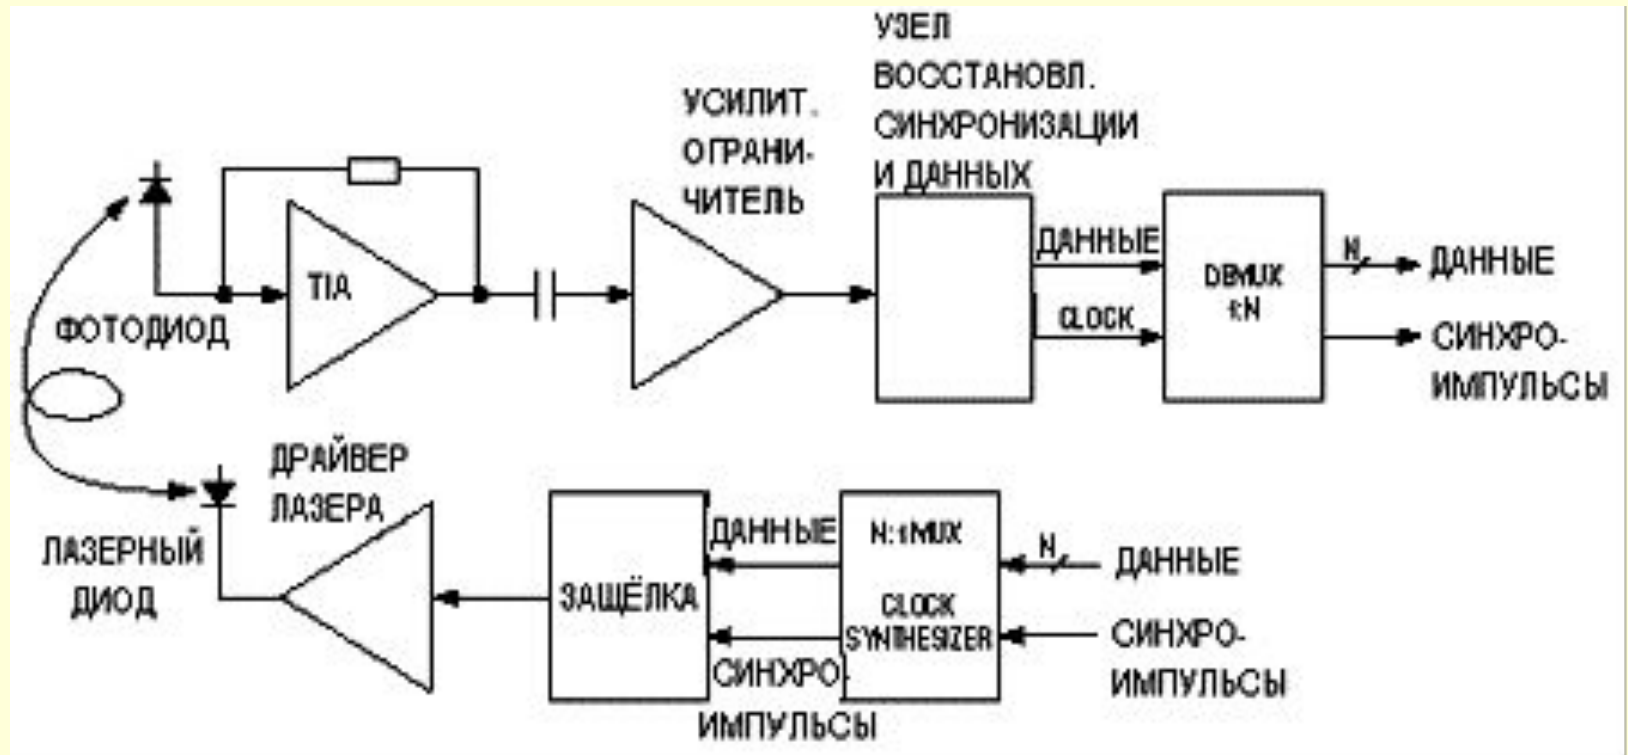 УЗЕЛ
ВОССТАНОВЛ.
СИНХРОНИЗАЦИИ
И ДАННЫХ
УСИЛИТ.
ОГРАНИ-
ЧИТЕЛЬ
ФОТОДИОД
TIA
ДАННЫЕ
CLOCK
DEMUX
1:N
N
ДАННЫЕ
СИНХРО-
ИМПУЛЬСЫ
ДРАЙВЕР
ЛАЗЕРА
ЛАЗЕРНЫЙ
ДИОД
ЗАЩЁЛКА
ДАННЫЕ
СИНХРО-
ИМПУЛЬСЫ
N:1MUX
CLOCK
SYNTHESIZER
N
ДАННЫЕ
СИНХРО-
ИМПУЛЬСЫ